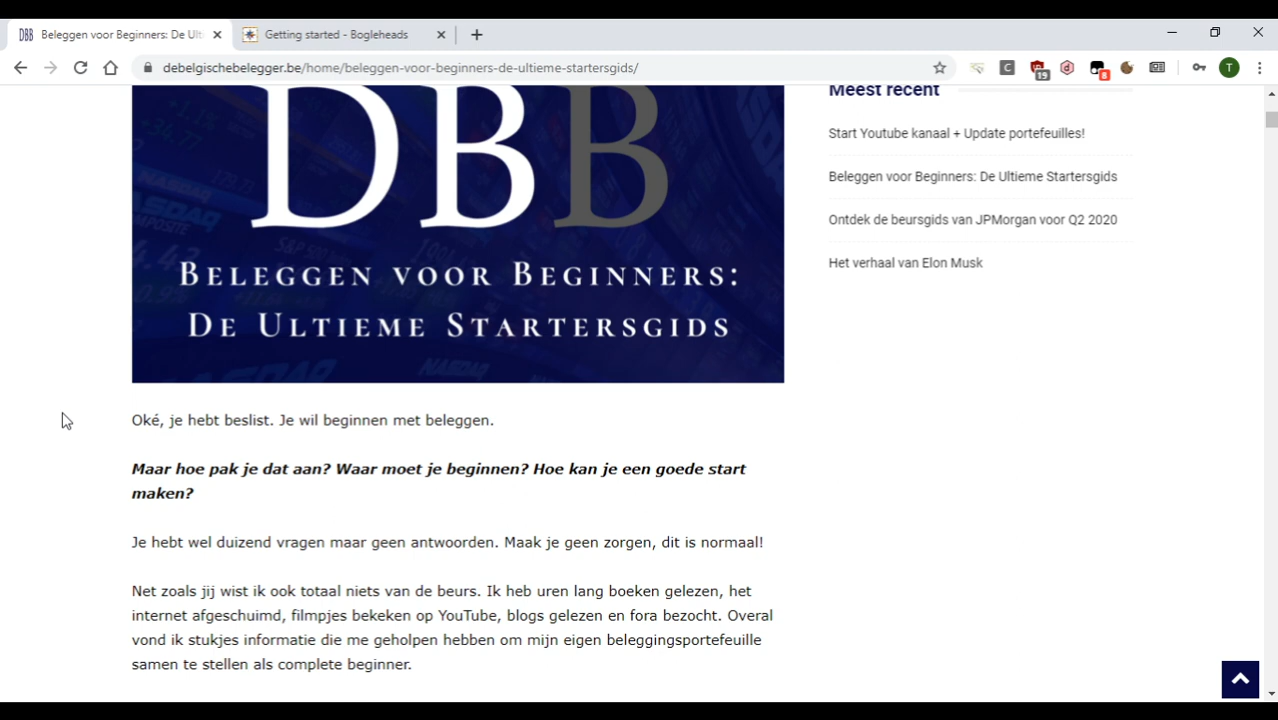 DBB Beleggen voor Beginners: De Ulti
Getting started - Bogleheads
debelgischebelegger.be/home/beleggen-voor-beginners-de-ultieme-startersgids/
C
19
8
T
DBB
Beleggen voor Beginners:
De Ultieme Startersgids
Meest recent
Start Youtube kanaal + Update portefeuilles!
Beleggen voor Beginners: De Ultieme Startersgids
Ontdek de beursgids van JPMorgan voor Q2 2020
Het verhaal van Elon Musk
Oké, je hebt beslist. Je wil beginnen met beleggen.
Maar hoe pak je dat aan? Waar moet je beginnen? Hoe kan je een goede start
maken?
Je hebt wel duizend vragen maar geen antwoorden. Maak je geen zorgen, dit is normaal!
Net zoals jij wist ik ook totaal niets van de beurs. Ik heb uren lang boeken gelezen, het
internet afgeschuimd, filmpjes bekeken op YouTube, blogs gelezen en fora bezocht. Overal
vond ik stukjes informatie die me geholpen hebben om mijn eigen beleggingsportefeuille
samen te stellen als complete beginner.